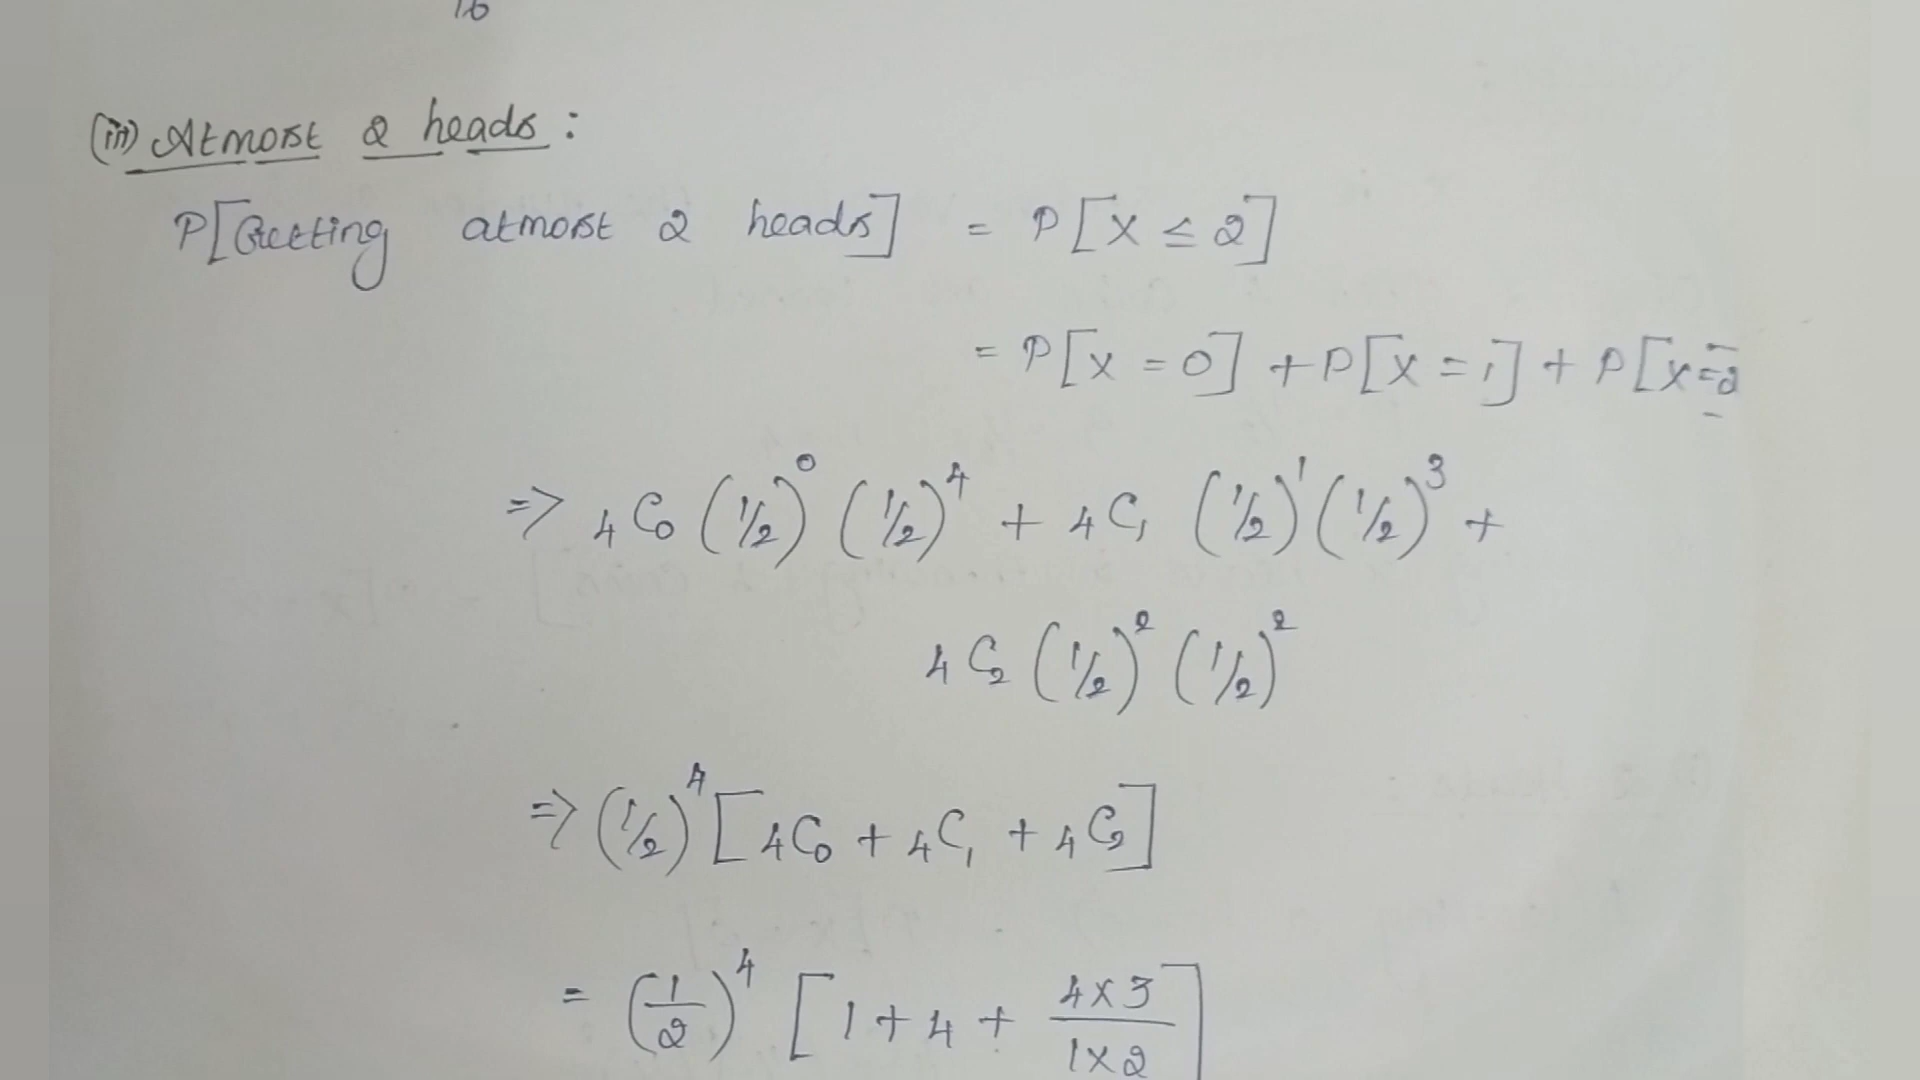 16
(iii) Atmost 2 heads :
P[Getting atmost 2 heads] = P[X ≤ 2]
= P[X = 0] + P[X = 1] + P[X = 2
=> 4C₀ (1/2)⁰ (1/2)⁴ + 4C₁ (1/2)¹ (1/2)³ +
4C₂ (1/2)² (1/2)²
=> (1/2)⁴ [4C₀ + 4C₁ + 4C₂]
= (1/2)⁴ [1 + 4 + 4×3/1×2]